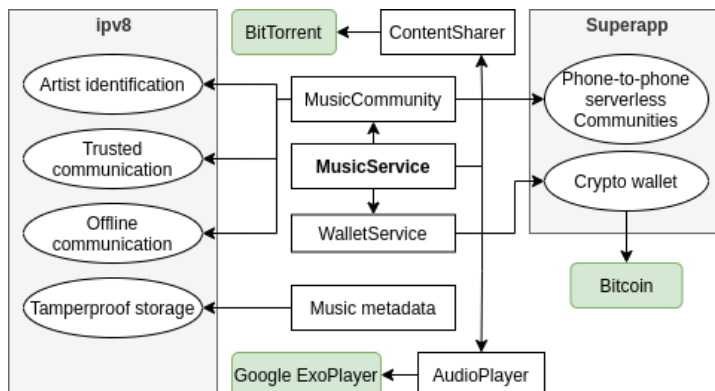 ipv8
BitTorrent
ContentSharer
Superapp
Artist identification
MusicCommunity
Phone-to-phone
serverless
Communities
Trusted
communication
MusicService
Crypto wallet
Offline
communication
WalletService
Bitcoin
Tamperproof storage
Music metadata
Google ExoPlayer
AudioPlayer